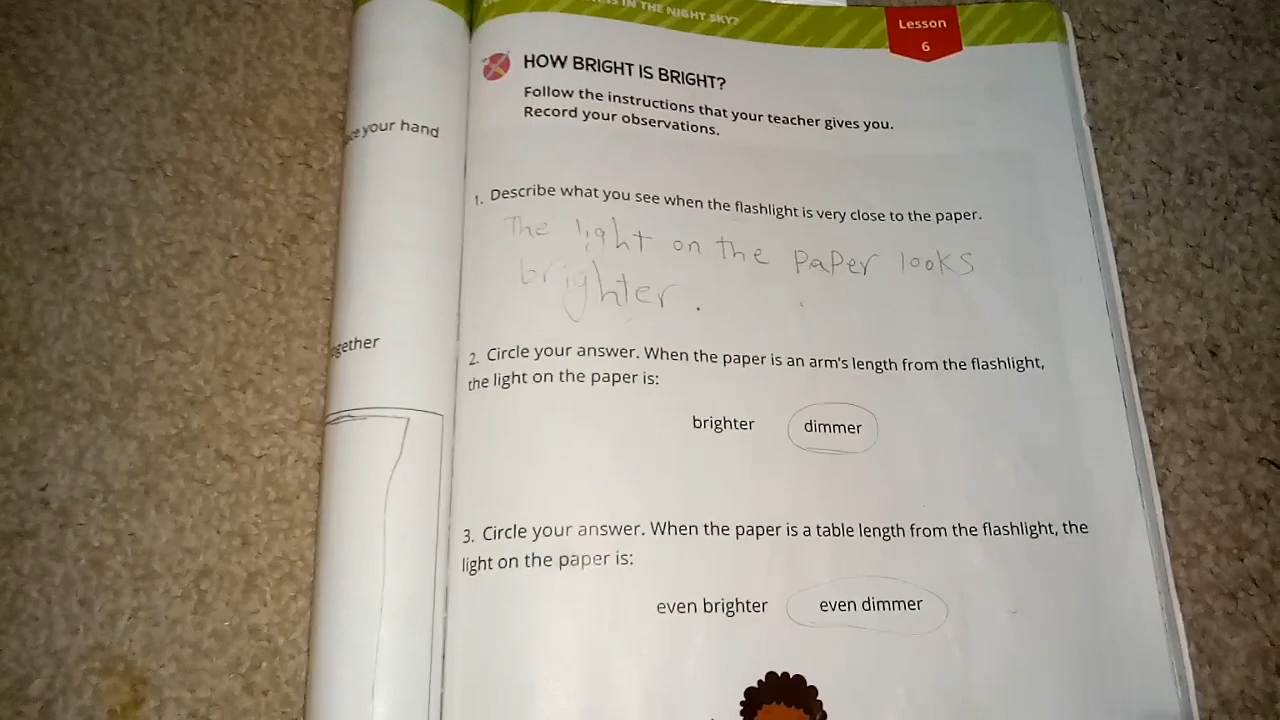 IS IN THE NIGHT SKY?
Lesson
6
HOW BRIGHT IS BRIGHT?
Follow the instructions that your teacher gives you.
Record your observations.
your hand
1. Describe what you see when the flashlight is very close to the paper.
The light on the paper looks
brighter.
2. Circle your answer. When the paper is an arm's length from the flashlight,
the light on the paper is:
brighter dimmer
3. Circle your answer. When the paper is a table length from the flashlight, the
light on the paper is:
even brighter even dimmer